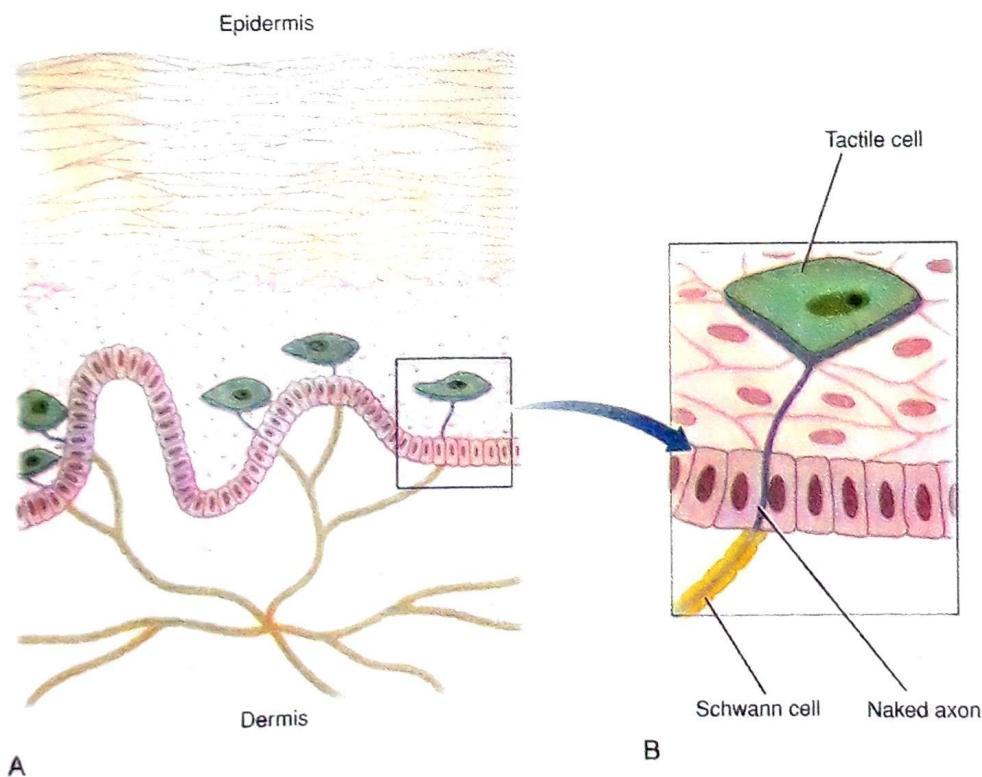 Epidermis
Tactile cell
Schwann cell
Naked axon
Dermis
A
B